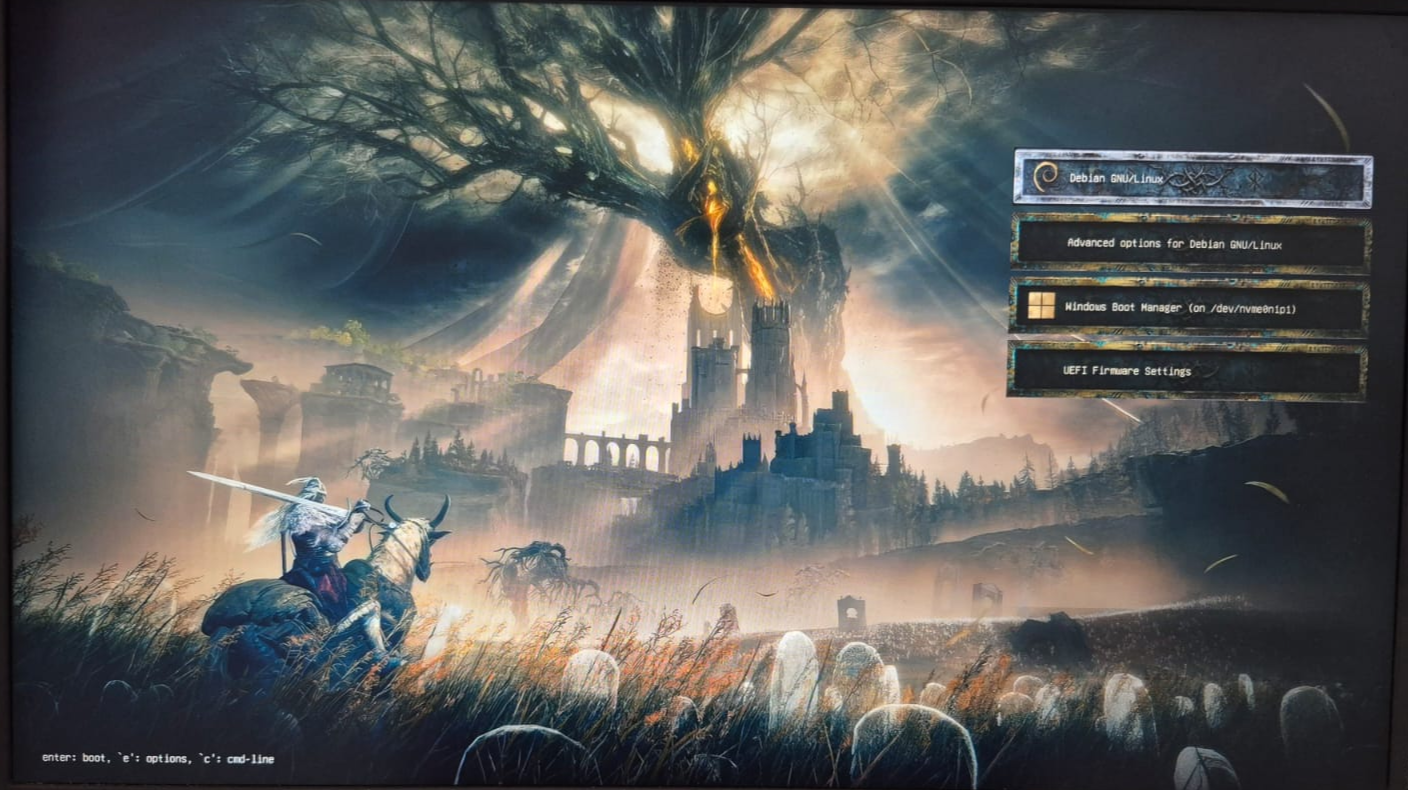 Debian GNU/Linux
Advanced options for Debian GNU/Linux
Windows Boot Manager (on /dev/nvme0n1p1)
UEFI Firmware Settings
enter: boot, `e': options, `c': cmd-line